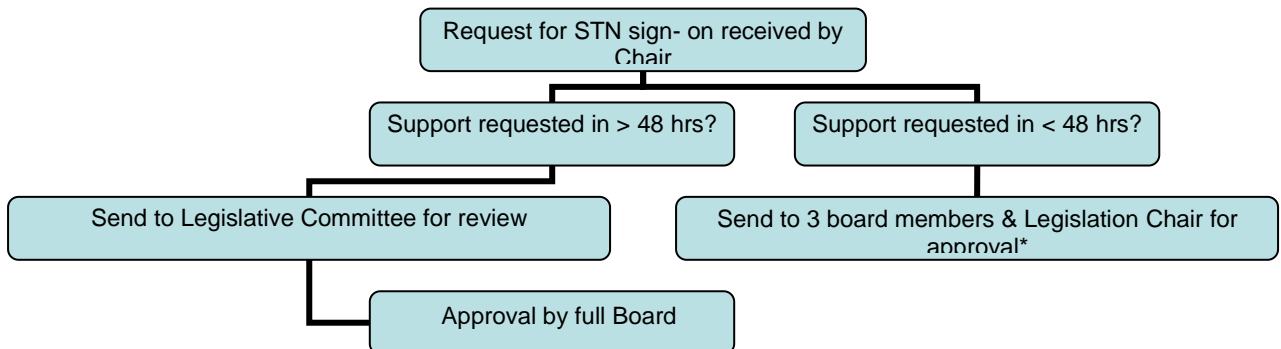 Request for STN sign- on received by
Chair
Support requested in > 48 hrs?
Support requested in < 48 hrs?
Send to Legislative Committee for review
Send to 3 board members & Legislation Chair for
approval*
Approval by full Board